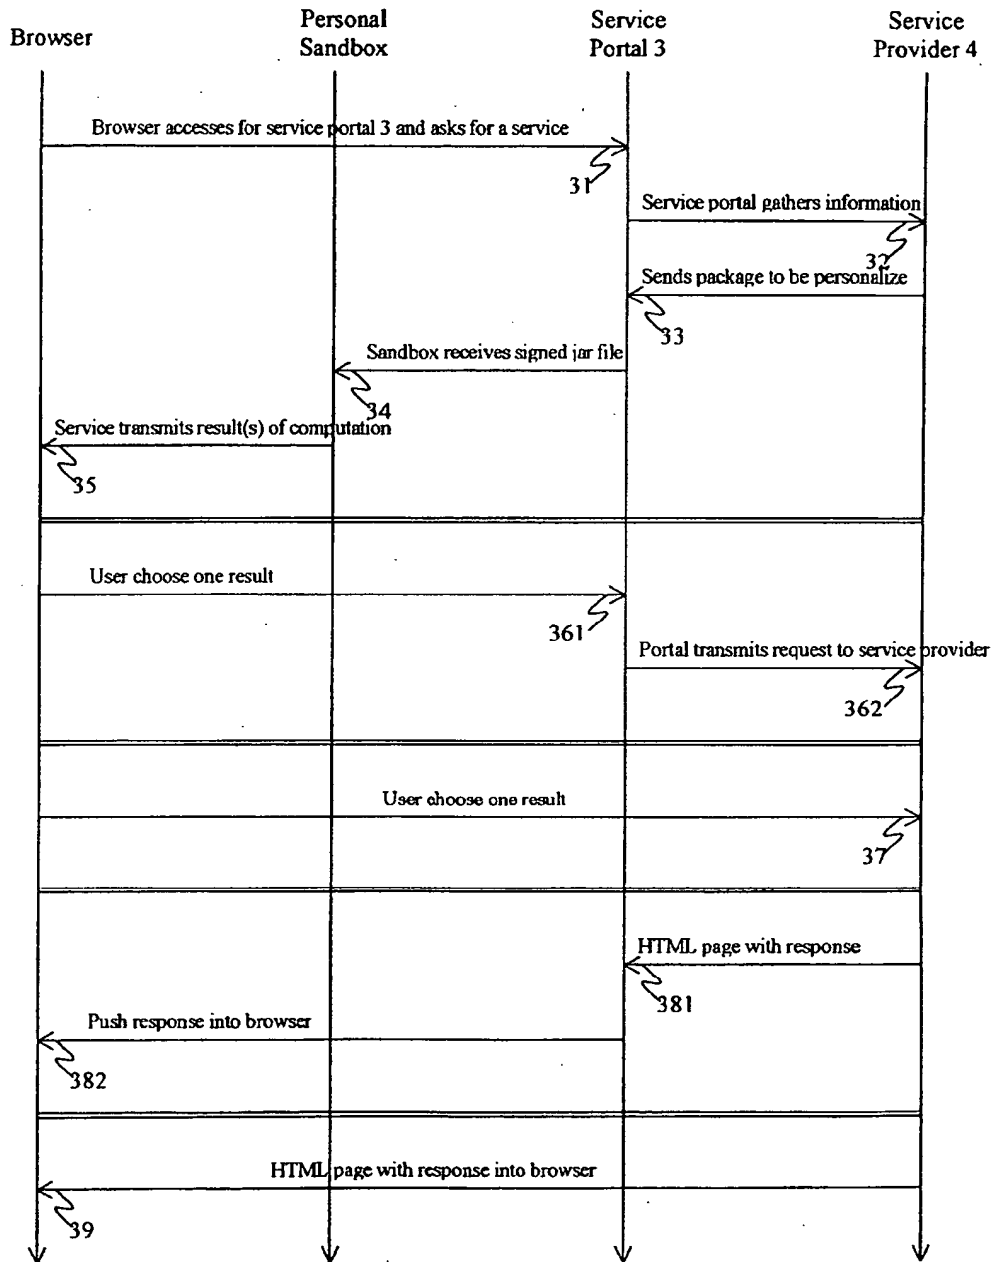 Browser
Personal
Sandbox
Service
Portal 3
Service
Provider 4
Browser accesses for service portal 3 and asks for a service
31
Service portal gathers information
32
Sends package to be personalize
33
Sandbox receives signed jar file
34
Service transmits result(s) of computation
35
User choose one result
361
Portal transmits request to service provider
362
User choose one result
37
HTML page with response
381
Push response into browser
382
HTML page with response into browser
39